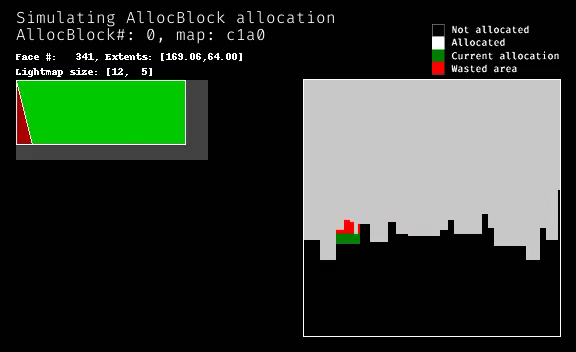 Simulating AllocBlock allocation
AllocBlock#: 0, map: c1a0
Face #:   341, Extents: [169.06,64.00]
Lightmap size: [12,  5]
Not allocated
Allocated
Current allocation
Wasted area